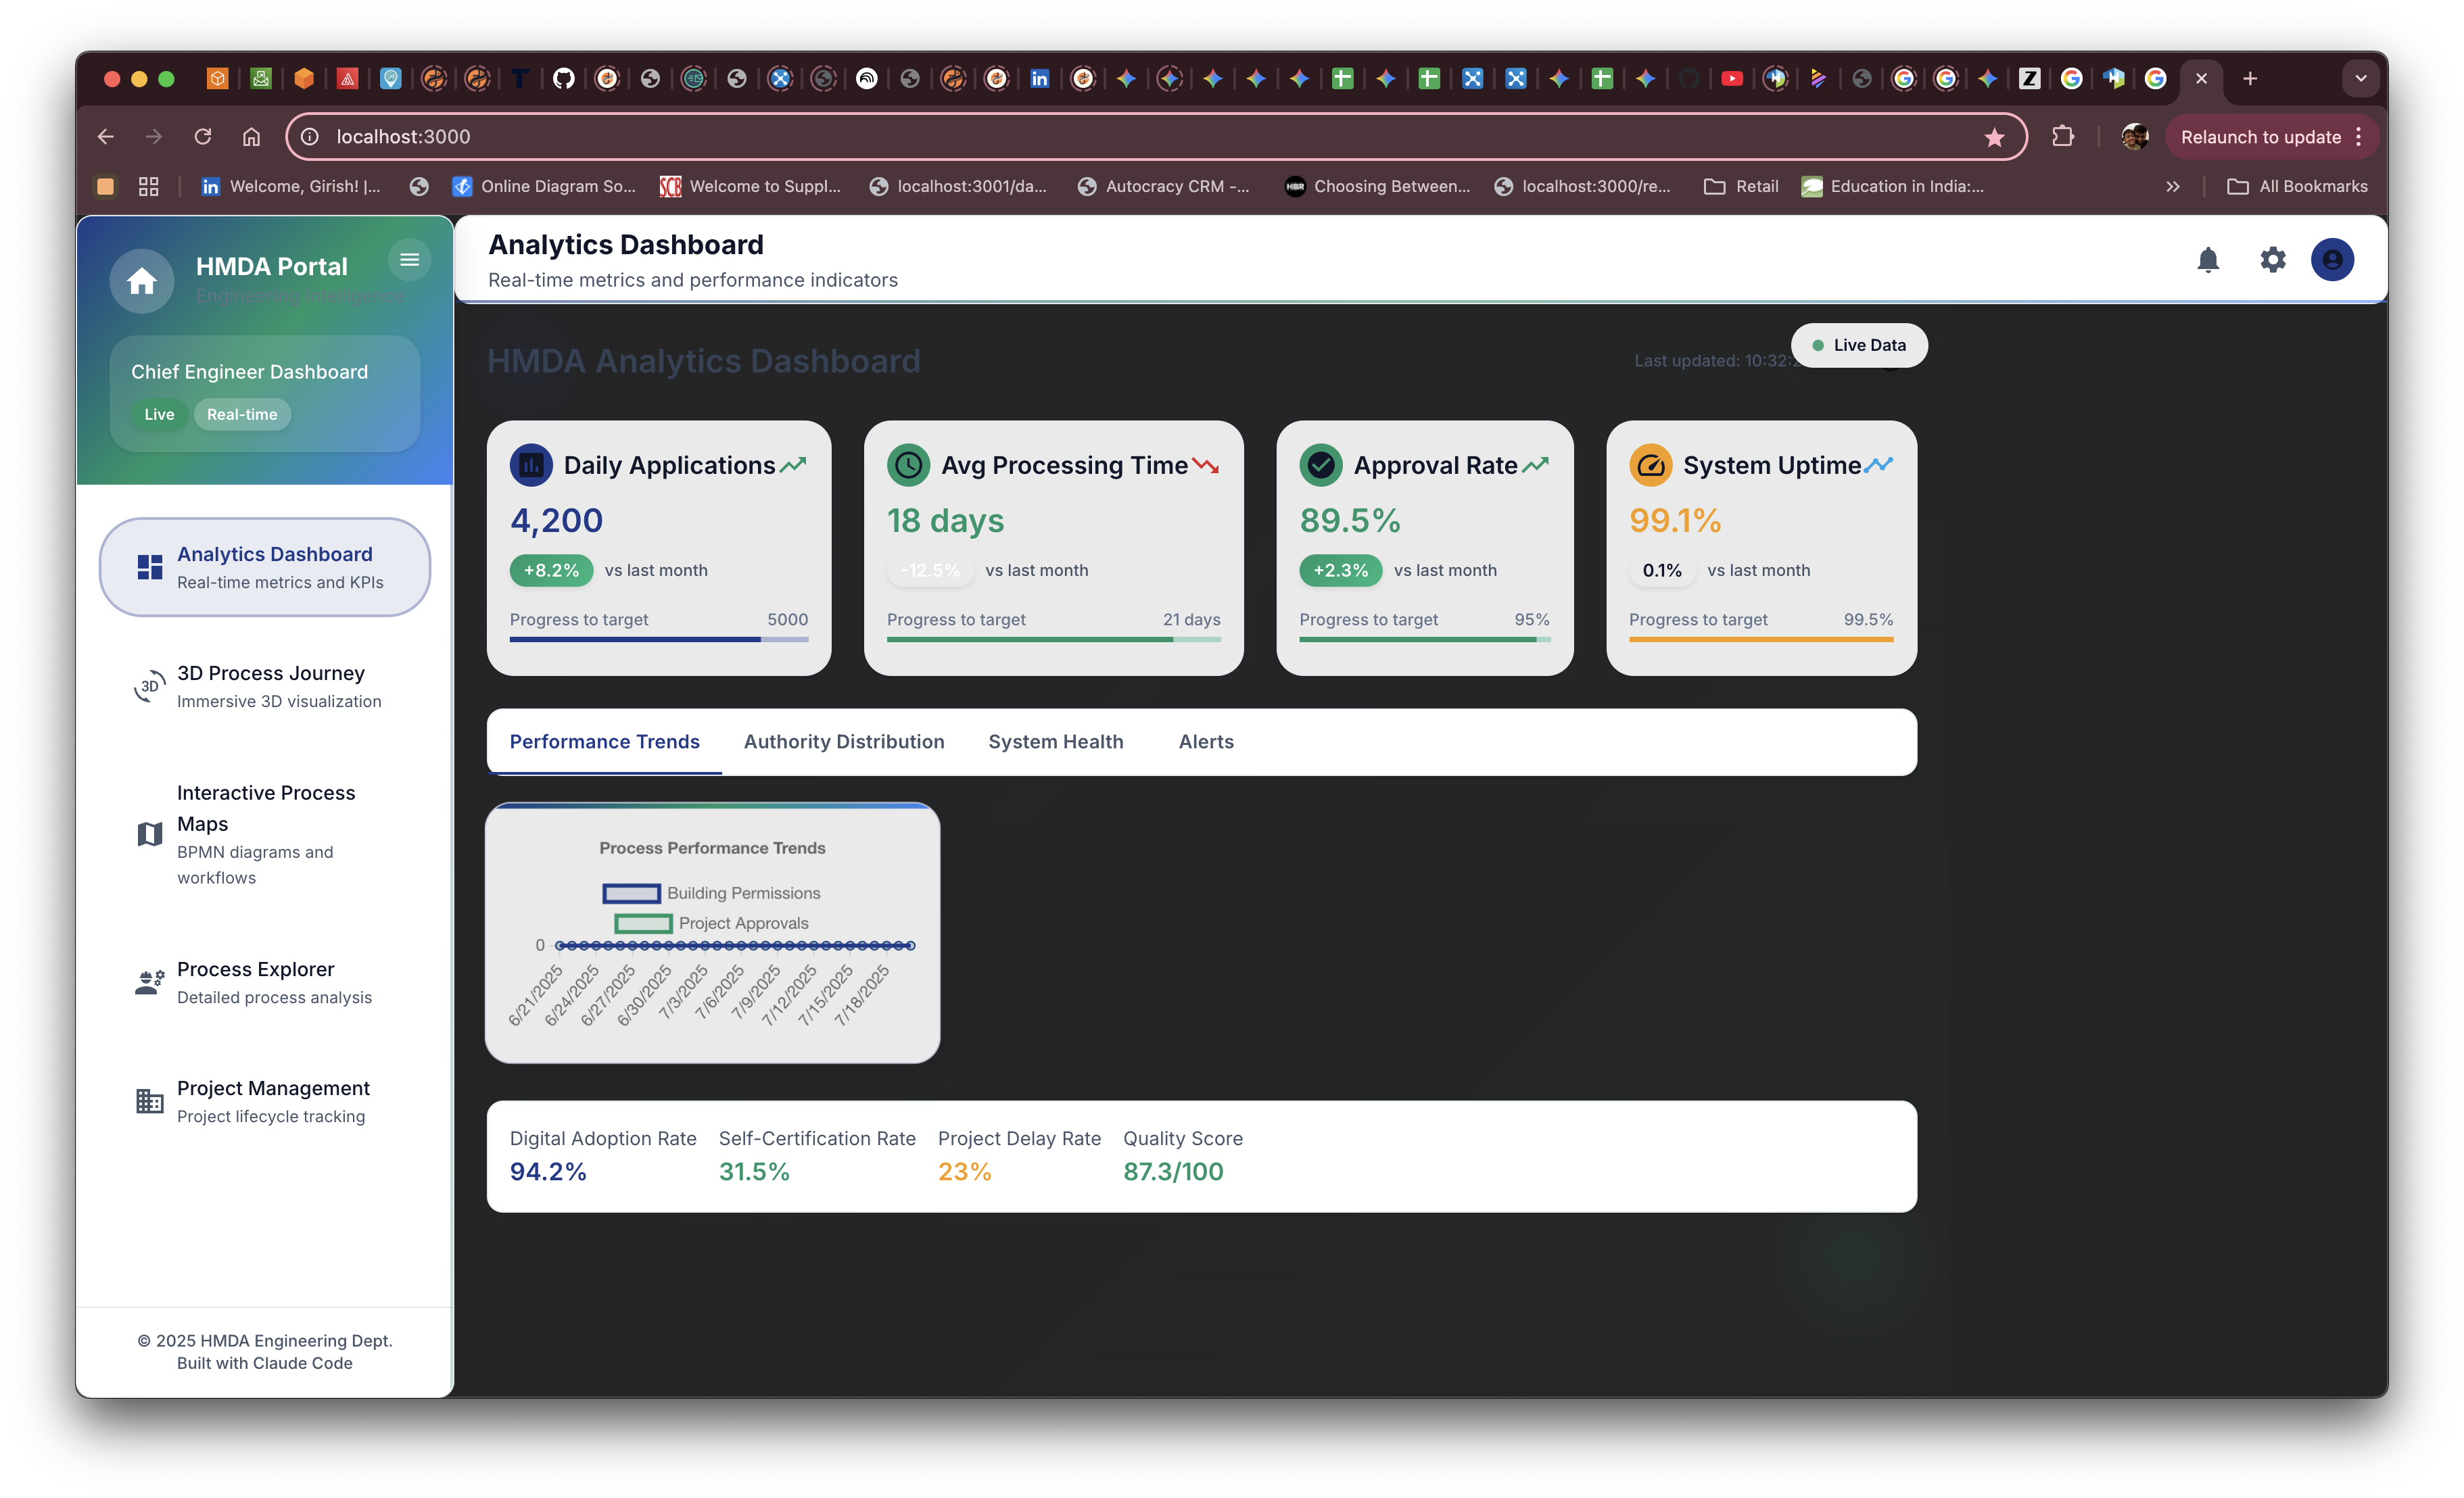 localhost:3000
Relaunch to update
Welcome, Girish! |...
Online Diagram So...
SCB
Welcome to Suppl...
localhost:3001/da...
Autocracy CRM -...
HBR
Choosing Between...
localhost:3000/re...
Retail
Education in India:...
All Bookmarks
HMDA Portal
Engineering Intelligence
Chief Engineer Dashboard
Live
Real-time
Analytics Dashboard
Real-time metrics and KPIs
3D
3D Process Journey
Immersive 3D visualization
Interactive Process
Maps
BPMN diagrams and
workflows
Process Explorer
Detailed process analysis
Project Management
Project lifecycle tracking
© 2025 HMDA Engineering Dept.
Built with Claude Code
Analytics Dashboard
Real-time metrics and performance indicators
HMDA Analytics Dashboard
Last updated:
Live Data
Daily Applications
4,200
+8.2% vs last month
Progress to target 5000
Avg Processing Time
18 days
-12.5% vs last month
Progress to target 21 days
Approval Rate
89.5%
+2.3% vs last month
Progress to target 95%
System Uptime
99.1%
0.1% vs last month
Progress to target 99.5%
Performance Trends
Authority Distribution
System Health
Alerts
Process Performance Trends
Building Permissions
Project Approvals
0
6/21/2025
6/24/2025
6/27/2025
6/30/2025
7/3/2025
7/6/2025
7/9/2025
7/12/2025
7/15/2025
7/18/2025
Digital Adoption Rate
94.2%
Self-Certification Rate
31.5%
Project Delay Rate
23%
Quality Score
87.3/100